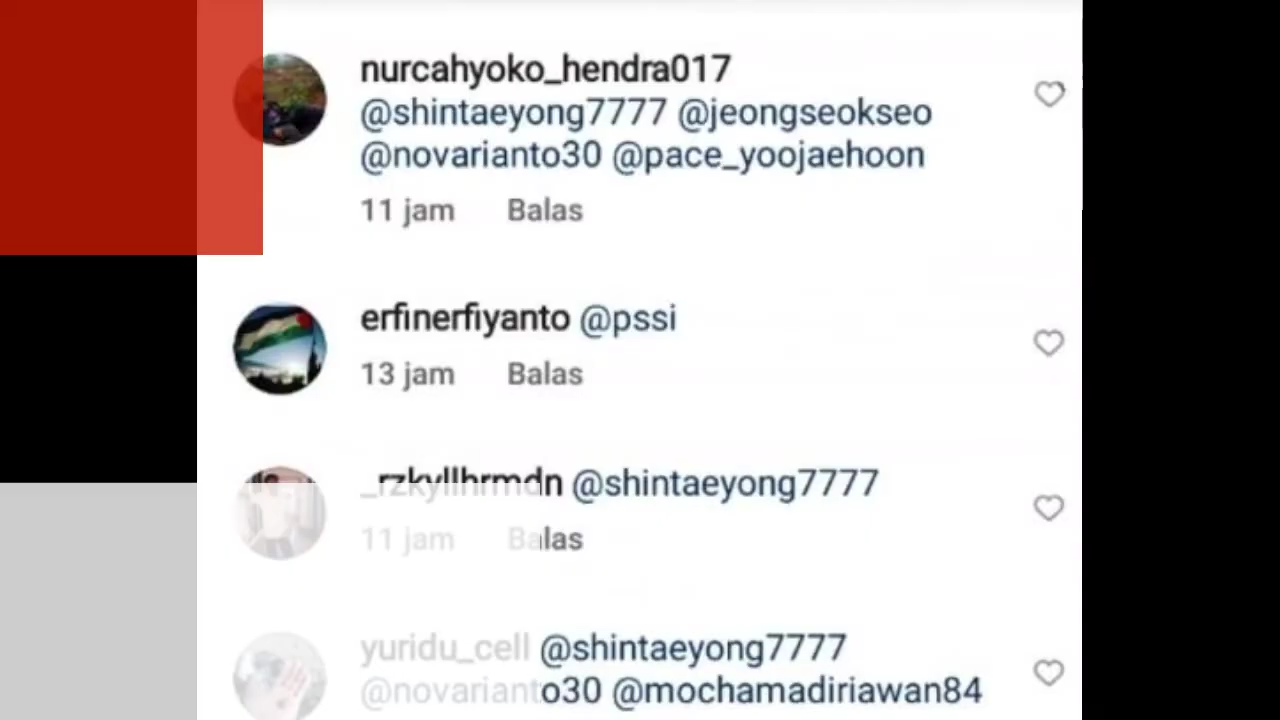 nurcahyoko_hendra017
@shintaeyong7777 @jeongseokseo
@novarianto30 @pace_yoojaehoon
11 jam Balas
erfinerfiyanto @pssi
13 jam Balas
_rzkyllhrmdn @shintaeyong7777
11 jam Balas
yuridu_cell @shintaeyong7777
@novarianto30 @mochamadiriawan84